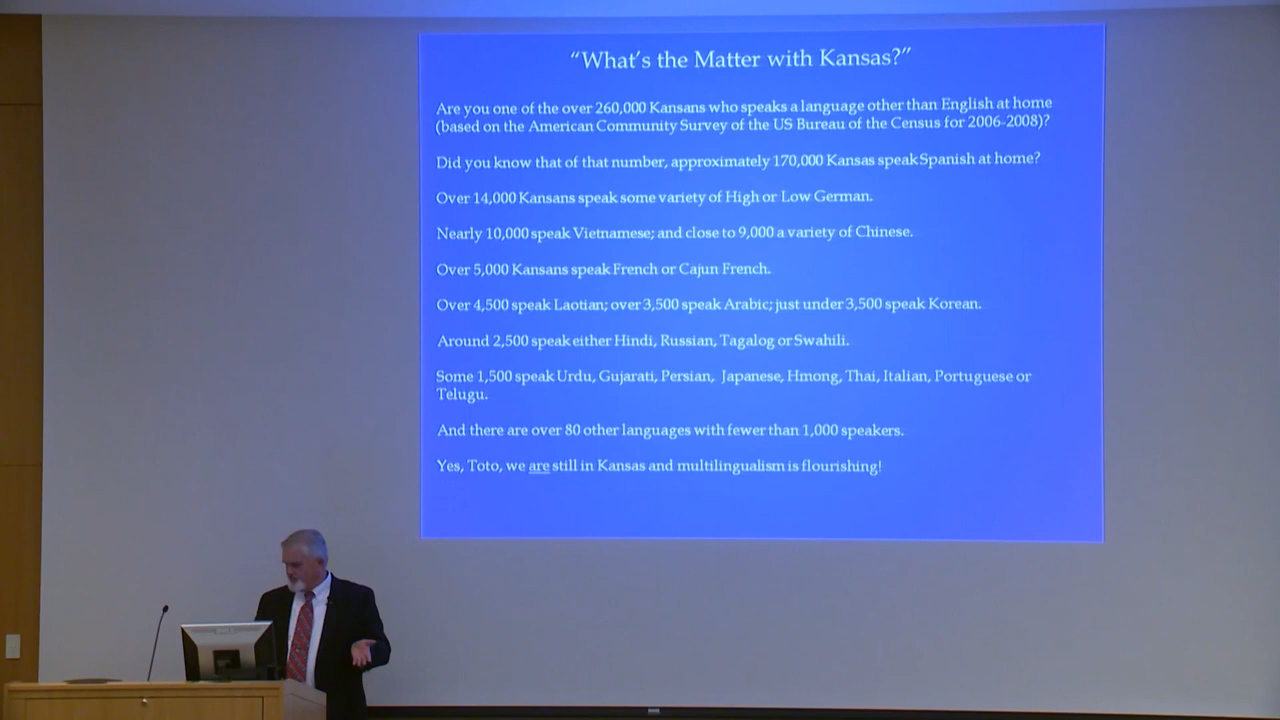 “What’s the Matter with Kansas?”
Are you one of the over 260,000 Kansans who speaks a language other than English at home
(based on the American Community Survey of the US Bureau of the Census for 2006-2008)?
Did you know that of that number, approximately 170,000 Kansas speak Spanish at home?
Over 14,000 Kansans speak some variety of High or Low German.
Nearly 10,000 speak Vietnamese; and close to 9,000 a variety of Chinese.
Over 5,000 Kansans speak French or Cajun French.
Over 4,500 speak Laotian; over 3,500 speak Arabic; just under 3,500 speak Korean.
Around 2,500 speak either Hindi, Russian, Tagalog or Swahili.
Some 1,500 speak Urdu, Gujarati, Persian, Japanese, Hmong, Thai, Italian, Portuguese or
Telugu.
And there are over 80 other languages with fewer than 1,000 speakers.
Yes, Toto, we are still in Kansas and multilingualism is flourishing!